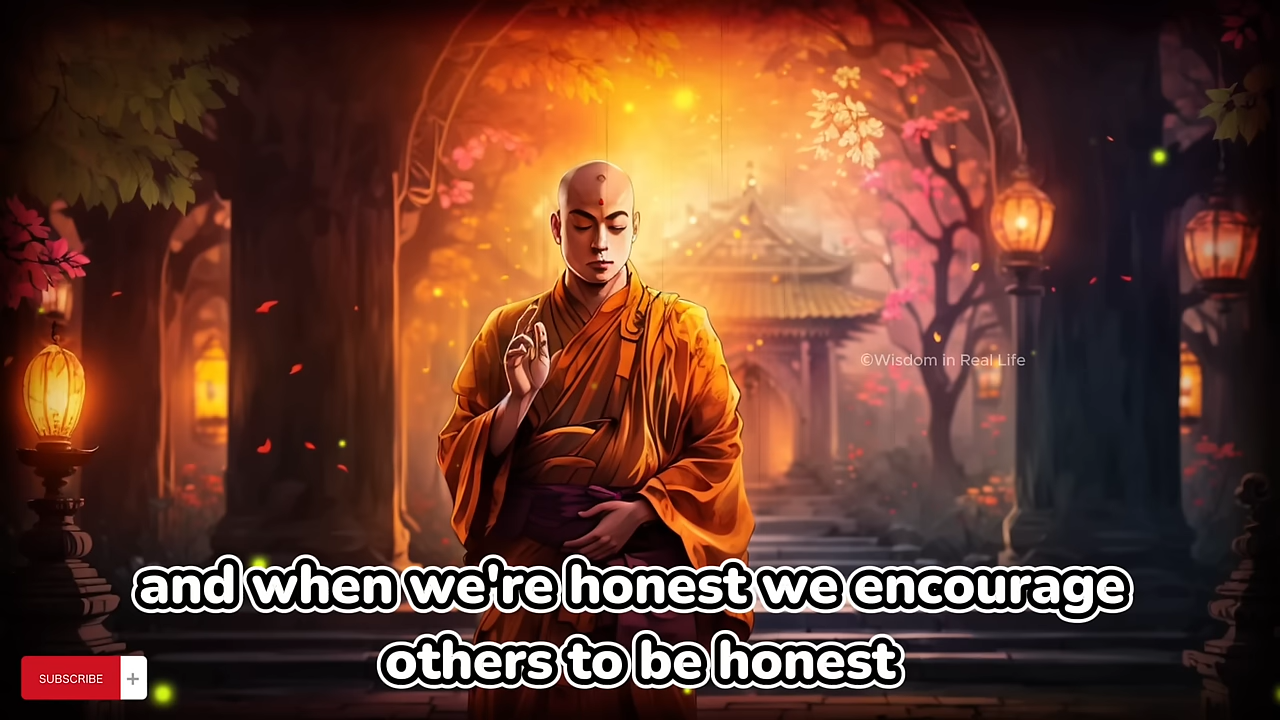 ©Wisdom in Real Life
and when we're honest we encourage
others to be honest
SUBSCRIBE +